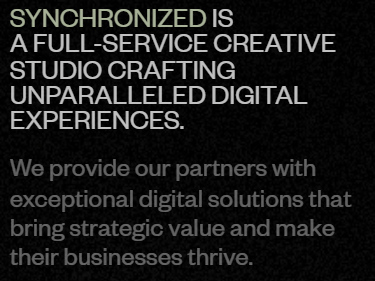 SYNCHRONIZED IS
A FULL-SERVICE CREATIVE
STUDIO CRAFTING
UNPARALLELED DIGITAL
EXPERIENCES.
We provide our partners with
exceptional digital solutions that
bring strategic value and make
their businesses thrive.